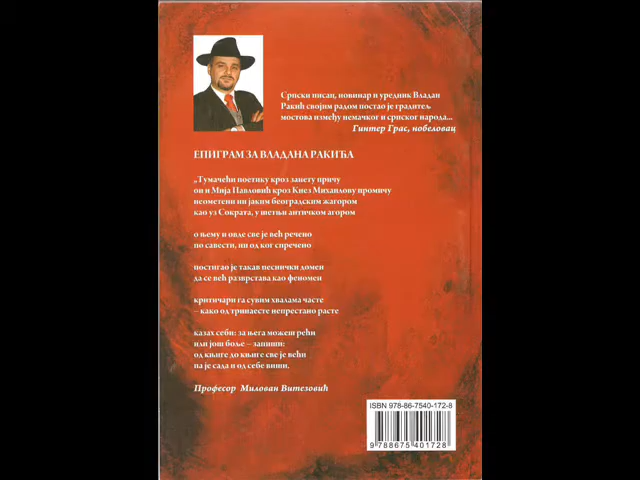 Српски писац, новинар и уредник Владан
Ракић својим радом постао је градитељ
мостова између немачког и српског народа...
Гинтер Грас, нобеловац
ЕПИГРАМ ЗА ВЛАДАНА РАКИЋА
„Тумачећи поетику кроз занету причу
он и Мија Павловић кроз Кнез Михаилову промичу
неометени ни јаким београдским жагором
као уз Сократа, у шетњи античком агором
о њему и овде све је већ речено
по савести, ни од ког спречено
постигао је такав песнички домен
да се већ разврстава као феномен
критичари га сувим хвалама часте
– како од тринаесте непрестано расте
казах себи: за њега можеш рећи
или још боље – запиши:
од књиге до књиге све је већи
па је сада и од себе виши.
Професор Милован Витезовић
ISBN 978-86-7540-172-8
9 788675 401728